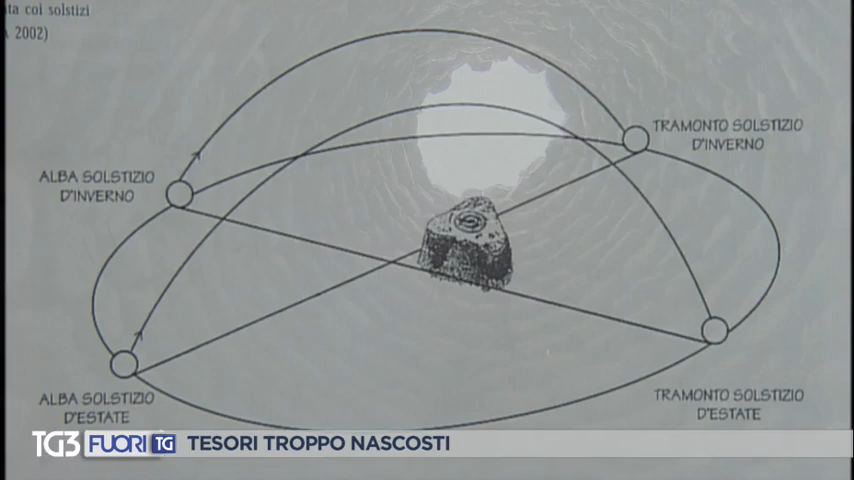 coi solstizi
2002)
TRAMONTO SOLSTIZIO
D'INVERNO
ALBA SOLSTIZIO
D'INVERNO
ALBA SOLSTIZIO
D'ESTATE
TRAMONTO SOLSTIZIO
D'ESTATE
TG3 FUORI TG TESORI TROPPO NASCOSTI